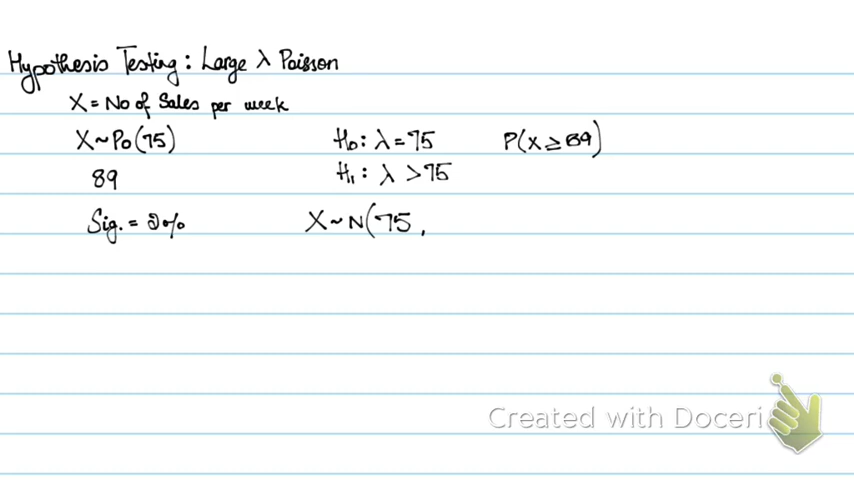 Hypothesis Testing: Large λ Poisson
X = No of Sales per week
X~Po(75) H₀: λ = 75 P(X ≥ 89)
89 H₁: λ > 75
Sig. = %
X~N(75,
Created with Doceri